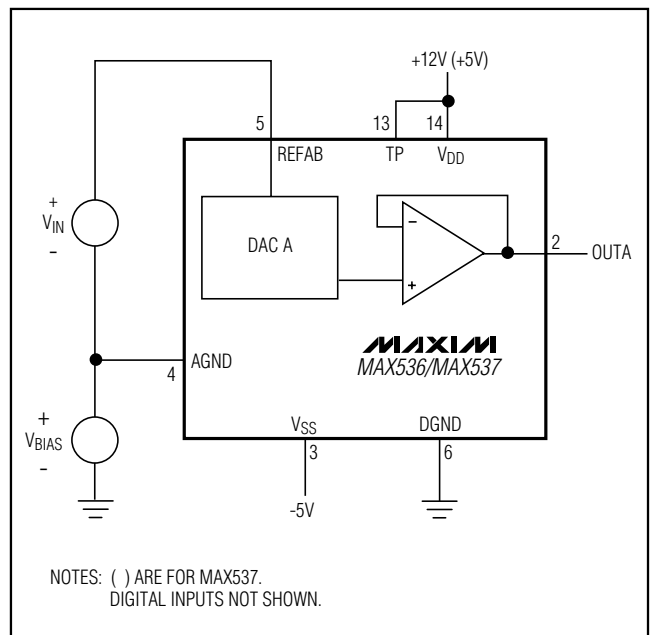 +12V (+5V)
5
13
14
REFAB
TP
VDD
+
VIN
-
DAC A
-
+
2
OUTA
MAXIM
MAX536/MAX537
AGND
4
+
VBIAS
-
VSS
DGND
3
6
-5V
NOTES: ( ) ARE FOR MAX537.
DIGITAL INPUTS NOT SHOWN.